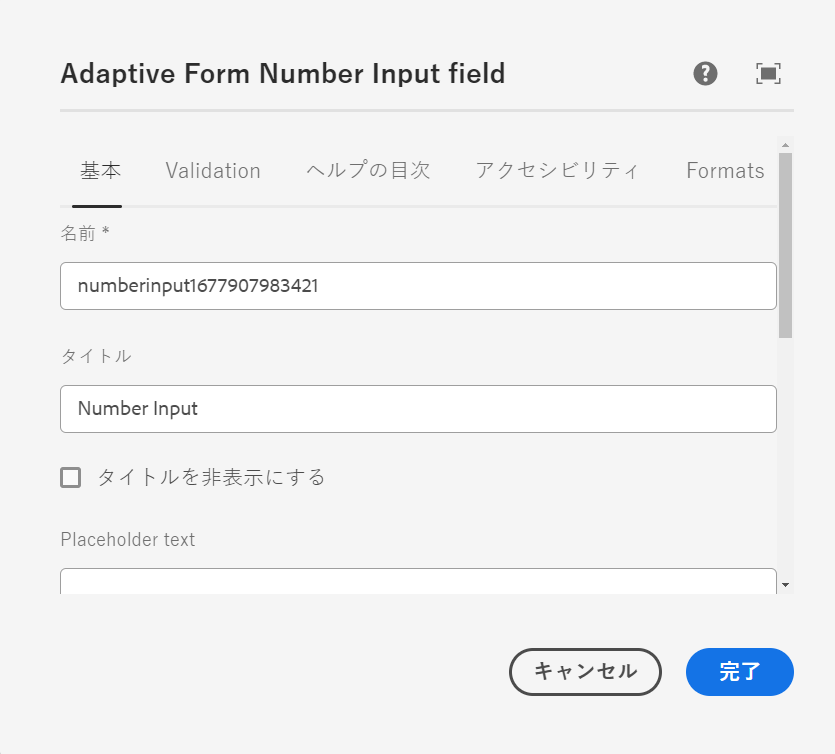 Adaptive Form Number Input field
基本 Validation ヘルプの目次 アクセシビリティ Formats
名前 *
numberinput1677907983421
タイトル
Number Input
タイトルを非表示にする
Placeholder text
キャンセル 完了